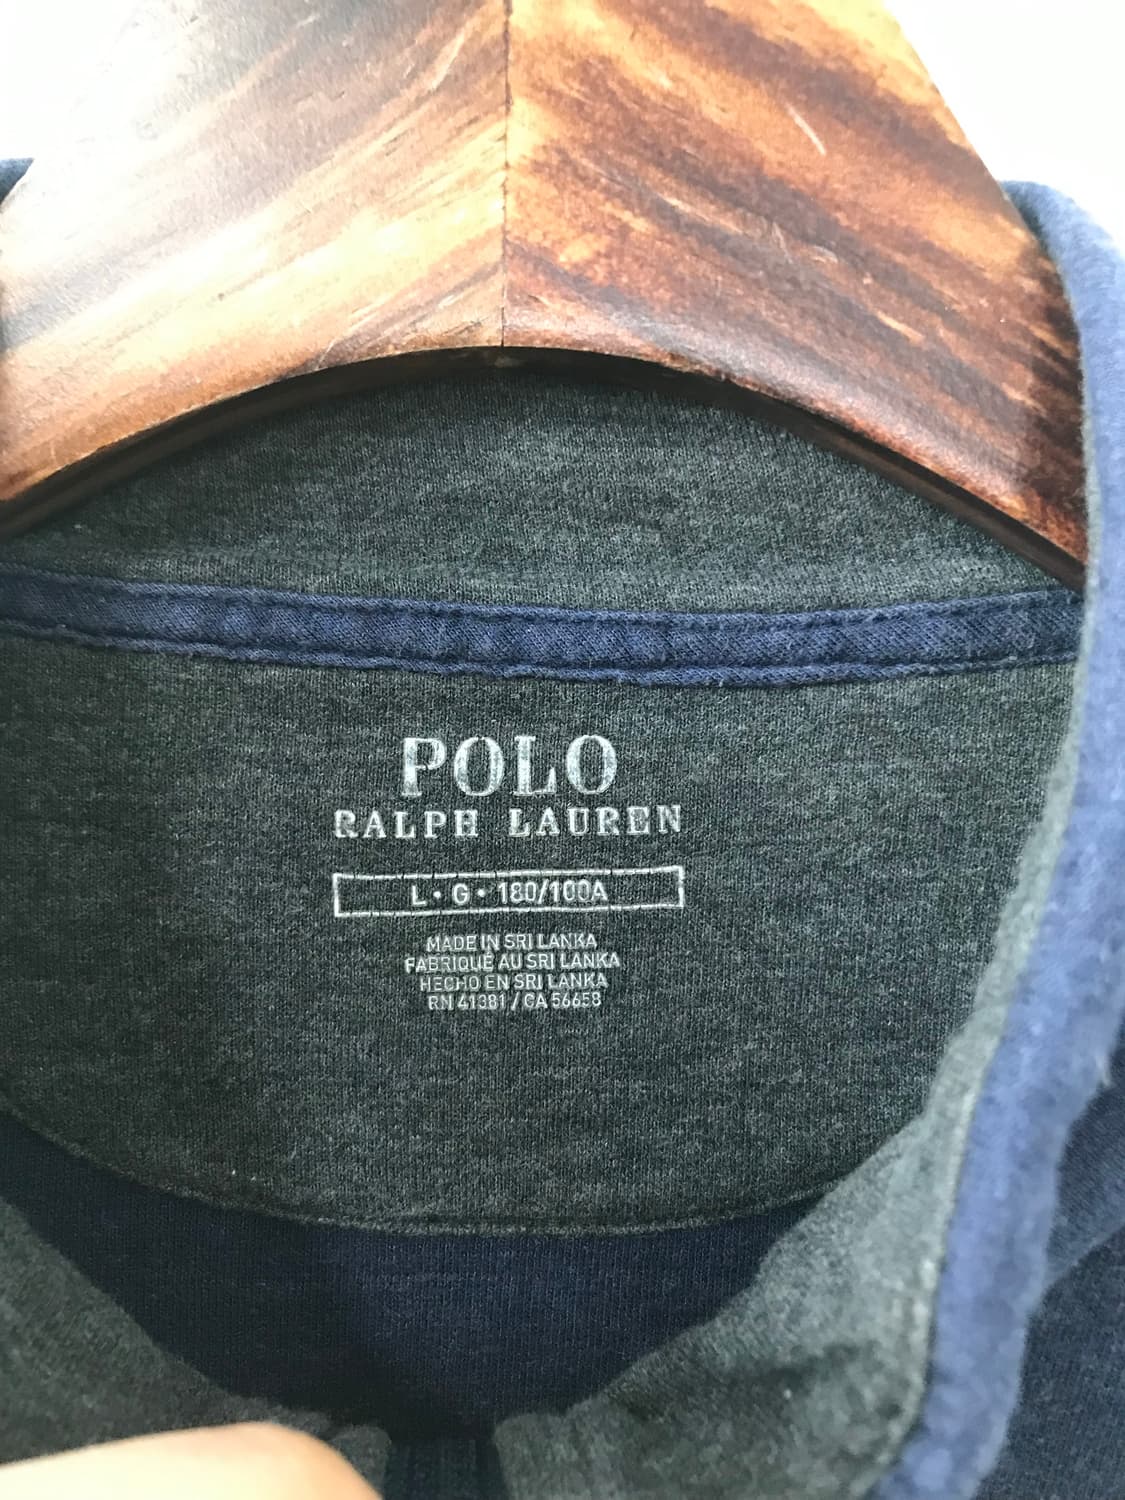 POLO
RALPH LAUREN
L • G • 180/100A
MADE IN SRI LANKA
FABRIQUÉ AU SRI LANKA
HECHO EN SRI LANKA
RN 41381 / CA 56658